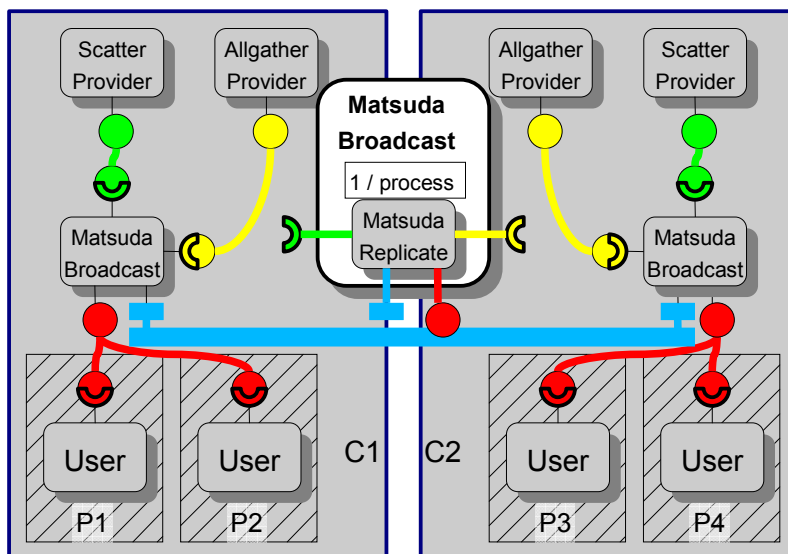 Scatter
Provider
Allgather
Provider
Matsuda
Broadcast
1 / process
Matsuda
Replicate
Allgather
Provider
Scatter
Provider
Matsuda
Broadcast
Matsuda
Broadcast
User
P1
User
P2
C1
C2
User
P3
User
P4